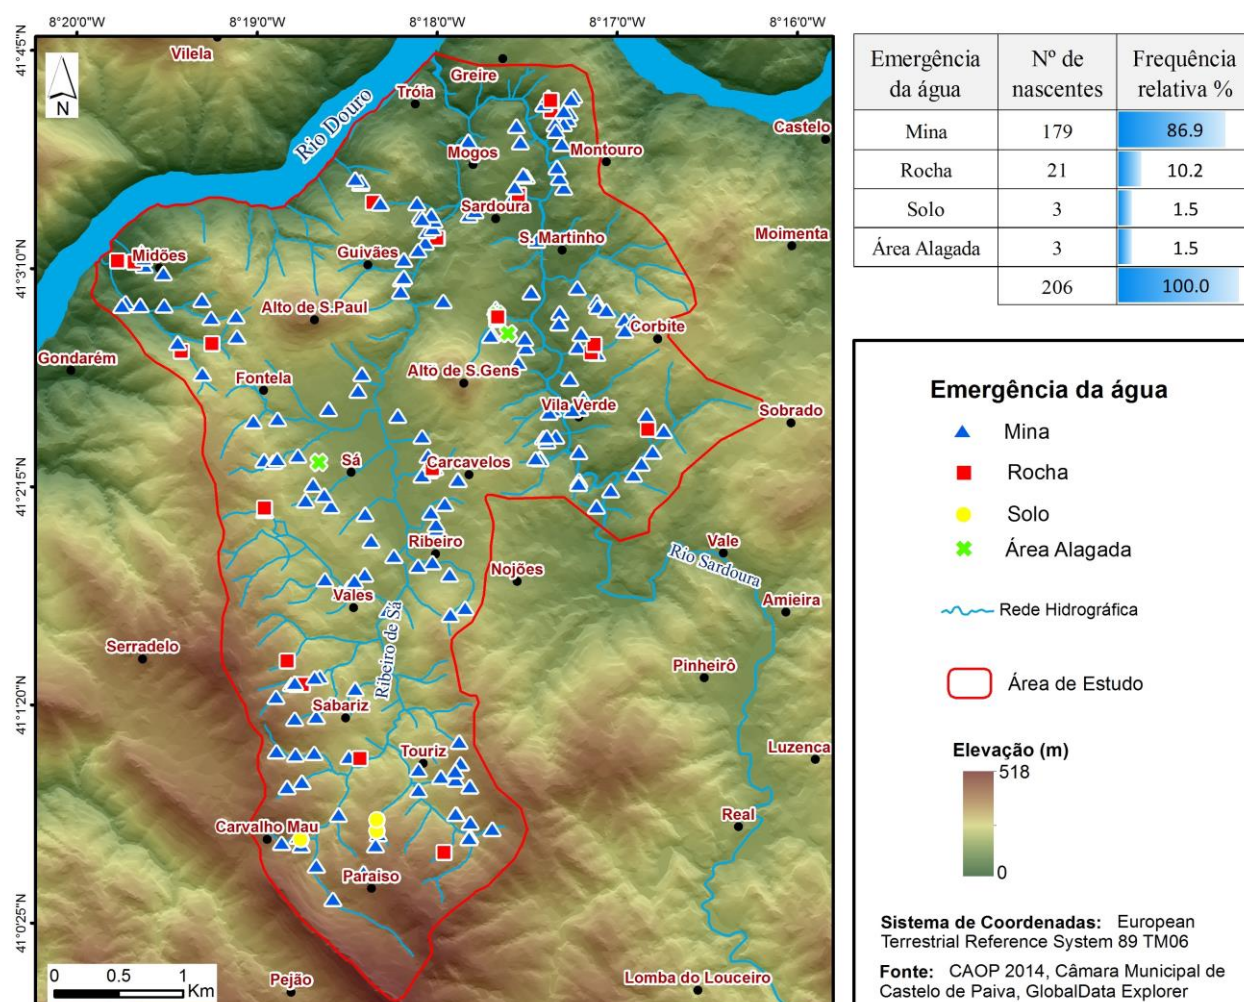 8°20'0"W
8°19'0"W
8°18'0"W
8°17'0"W
8°16'0"W
41°4'5"N
41°3'10"N
41°2'15"N
41°1'20"N
41°0'25"N
N
Vilela
Greire
Tróia
Rio Douro
Castelo
Mogos
Montouro
Sardoura
Moimenta
S. Martinho
Guivães
Midões
Alto de S.Paul
Corbite
Gondarém
Alto de S.Gens
Fontela
Vila Verde
Sobrado
Sá
Carcavelos
Ribeiro
Vale
Nojões
Rio Sardoura
Vales
Amieira
Ribeiro de Sá
Serradelo
Pinheirô
Sabariz
Touriz
Luzenca
Real
Carvalho Mau
Paraiso
Pejão
Lomba do Louceiro
0 0.5 1
Km
Emergência da água Nº de nascentes Frequência relativa %
Mina 179 86.9
Rocha 21 10.2
Solo 3 1.5
Área Alagada 3 1.5
206 100.0
Emergência da água
Mina
Rocha
Solo
Área Alagada
Rede Hidrográfica
Área de Estudo
Elevação (m)
518
0
Sistema de Coordenadas: European
Terrestrial Reference System 89 TM06
Fonte: CAOP 2014, Câmara Municipal de
Castelo de Paiva, GlobalData Explorer